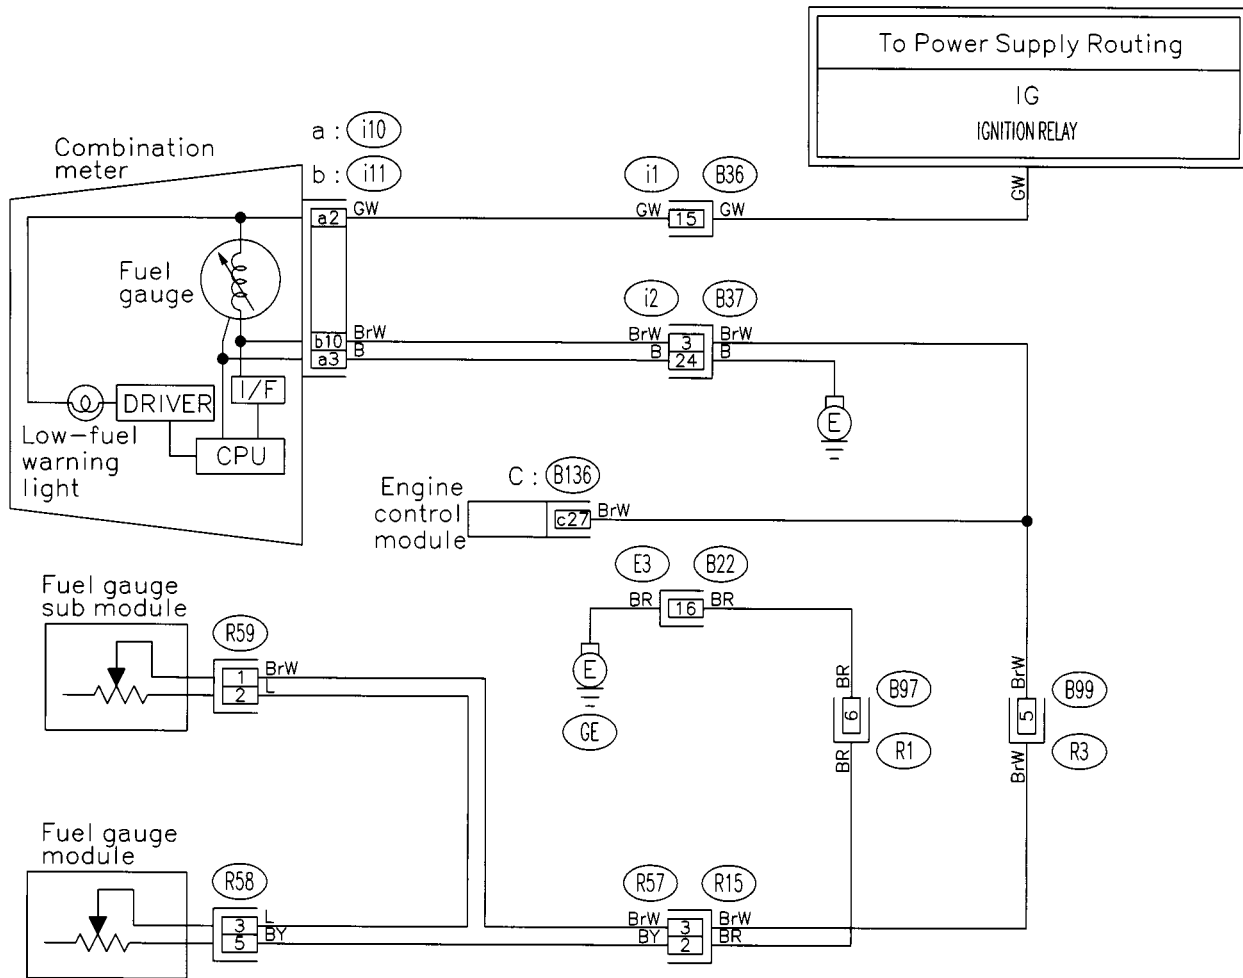 To Power Supply Routing
IG
IGNITION RELAY
GW
a : i10
b : i11
Combination
meter
i1 B36
a2 GW GW 15 GW
Fuel
gauge
i2 B37
b10 BrW BrW 3 BrW
a3 B B 24 B
I/F
DRIVER
E
CPU
Low-fuel
warning
light
C : B136
Engine
control
module
c27 BrW
E3 B22
BR 16 BR
Fuel gauge
sub module
R59
1 BrW
2 L
E
GE
BR
6
BR
B97
R1
BrW
5
BrW
B99
R3
Fuel gauge
module
R58
3 L
5 BY
R57 R15
BrW 3 BrW
BY 2 BR